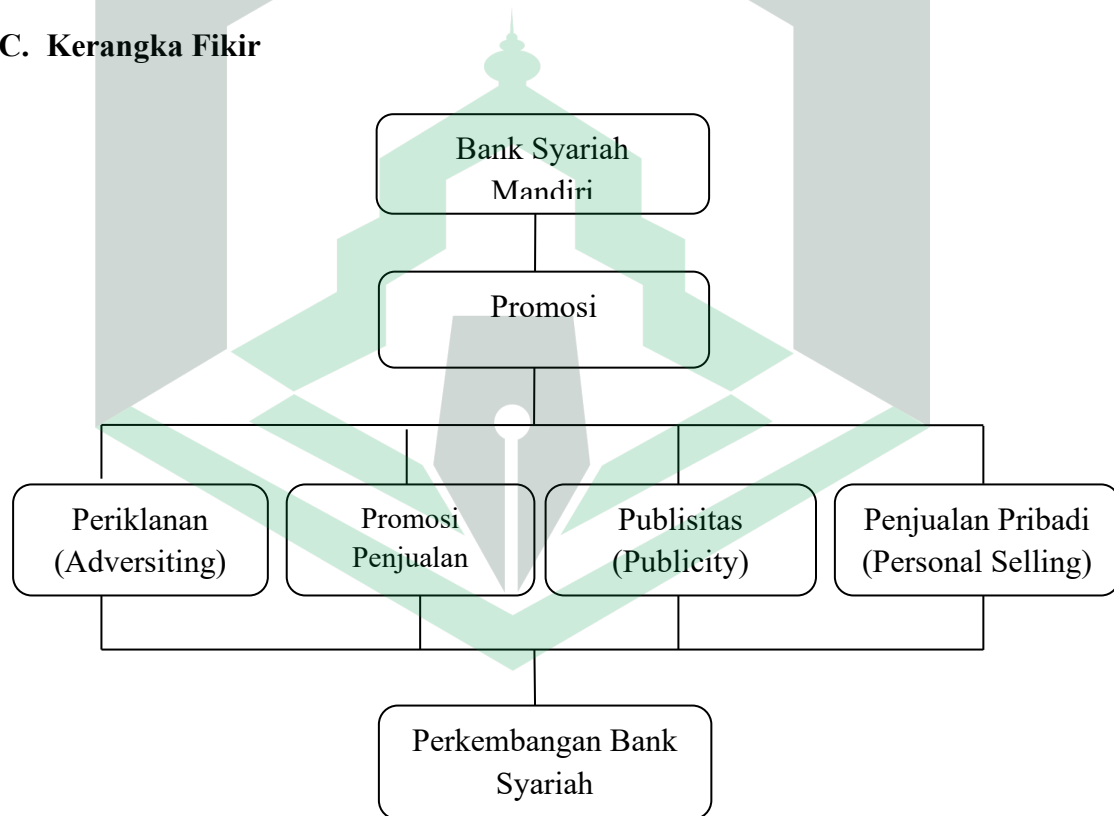 C. Kerangka Fikir
Bank Syariah
Mandiri
Promosi
Periklanan
(Adversiting)
Promosi
Penjualan
Publisitas
(Publicity)
Penjualan Pribadi
(Personal Selling)
Perkembangan Bank
Syariah